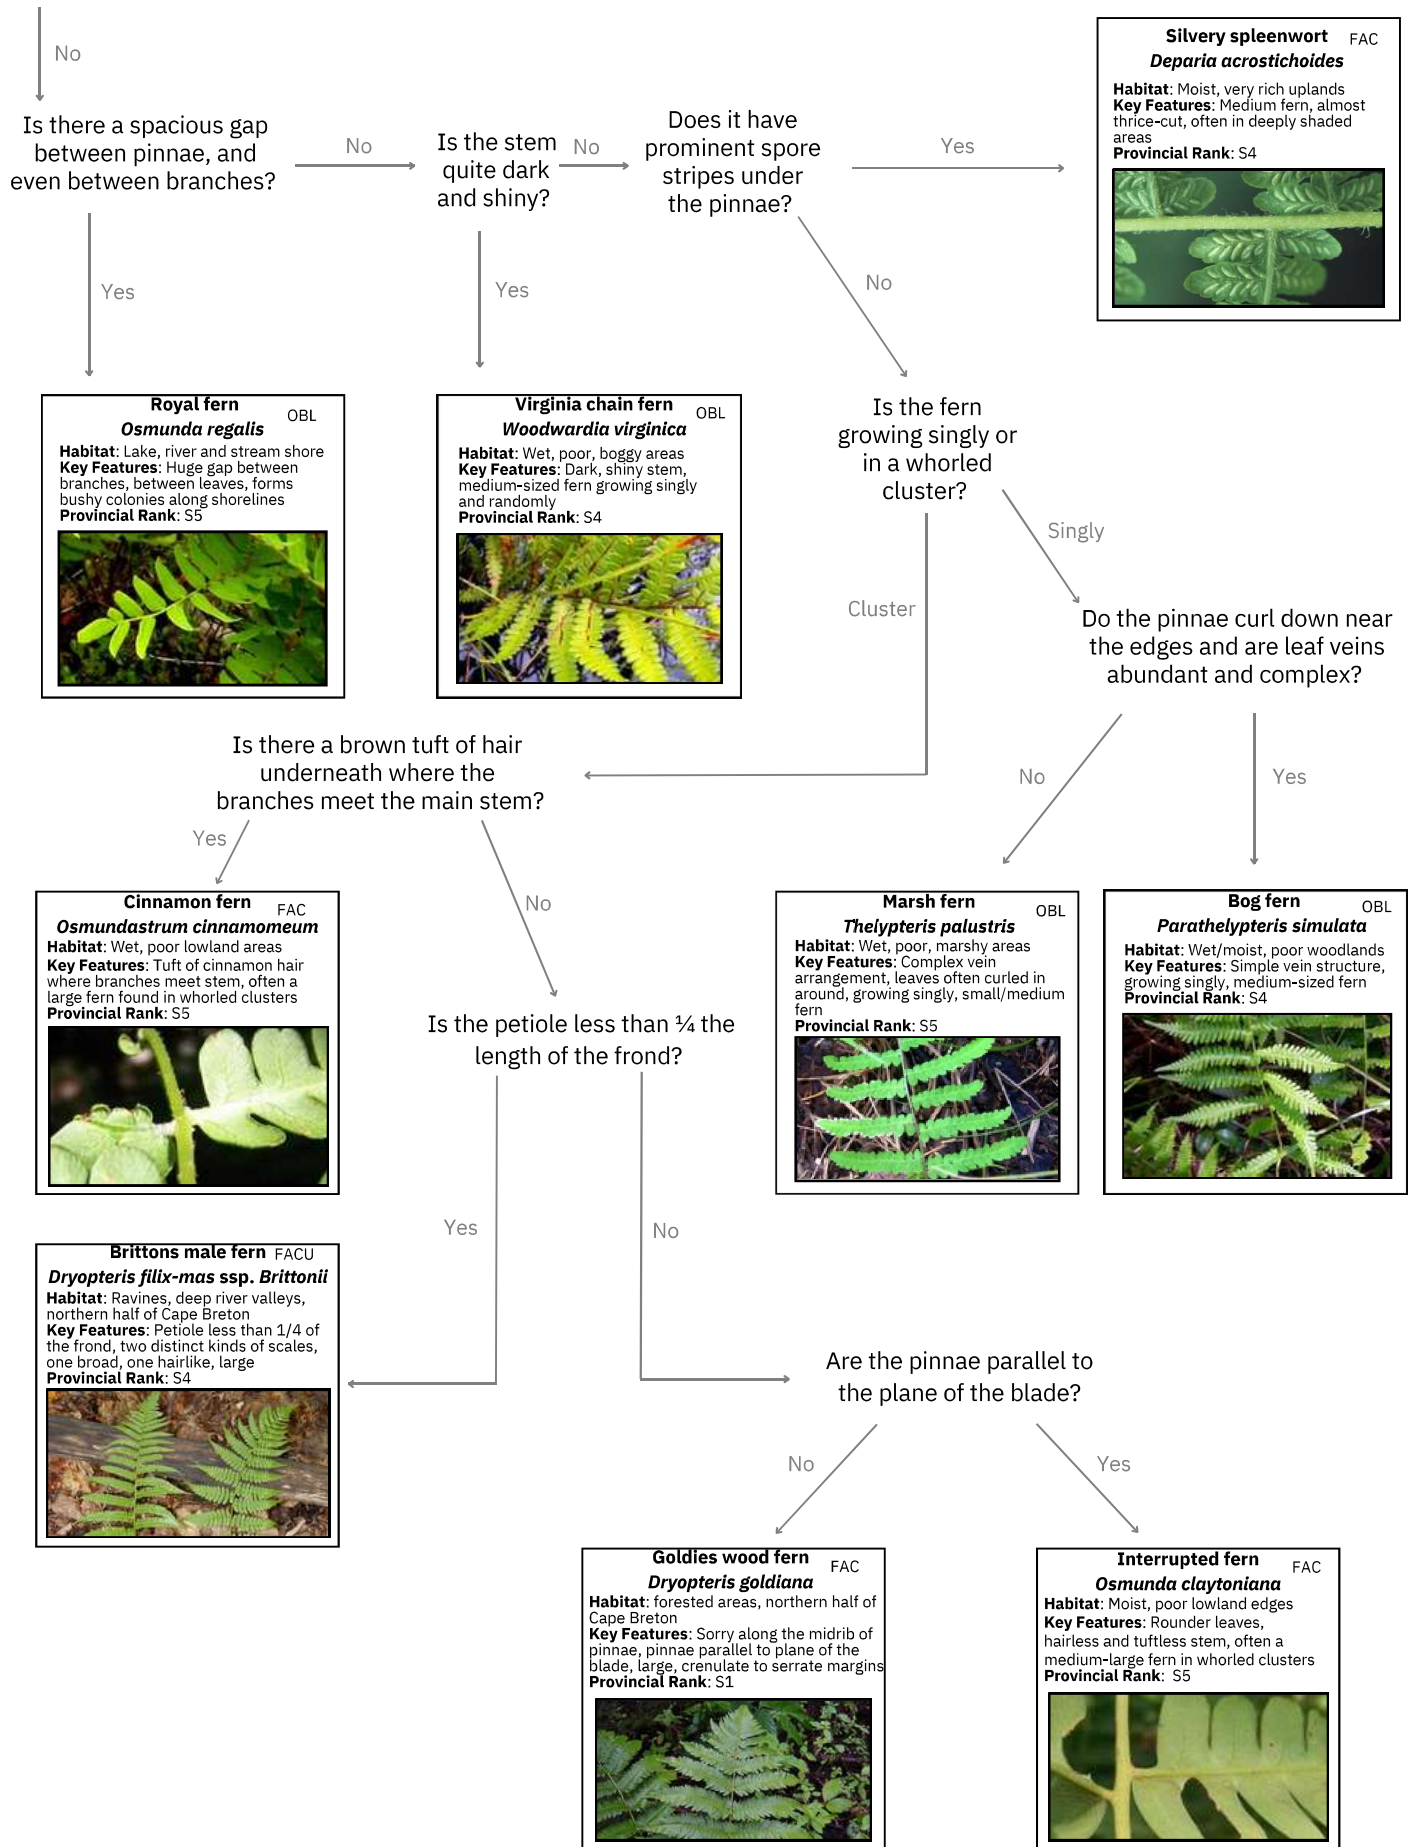 No
Is there a spacious gap
between pinnae, and
even between branches?
No
Is the stem
quite dark
and shiny?
No
Does it have
prominent spore
stripes under
the pinnae?
Yes
Silvery spleenwort FAC
Deparia acrostichoides
Habitat: Moist, very rich uplands
Key Features: Medium fern, almost
thrice-cut, often in deeply shaded
areas
Provincial Rank: S4
Yes
Yes
No
Royal fern OBL
Osmunda regalis
Habitat: Lake, river and stream shore
Key Features: Huge gap between
branches, between leaves, forms
bushy colonies along shorelines
Provincial Rank: S5
Virginia chain fern OBL
Woodwardia virginica
Habitat: Wet, poor, boggy areas
Key Features: Dark, shiny stem,
medium-sized fern growing singly
and randomly
Provincial Rank: S4
Is the fern
growing singly or
in a whorled
cluster?
Singly
Cluster
Do the pinnae curl down near
the edges and are leaf veins
abundant and complex?
No
Yes
Is there a brown tuft of hair
underneath where the
branches meet the main stem?
Yes
No
Cinnamon fern FAC
Osmundastrum cinnamomeum
Habitat: Wet, poor lowland areas
Key Features: Tuft of cinnamon hair
where branches meet stem, often a
large fern found in whorled clusters
Provincial Rank: S5
Marsh fern OBL
Thelypteris palustris
Habitat: Wet, poor, marshy areas
Key Features: Complex vein
arrangement, leaves often curled in
around, growing singly, small/medium
fern
Provincial Rank: S5
Bog fern OBL
Parathelypteris simulata
Habitat: Wet/moist, poor woodlands
Key Features: Simple vein structure,
growing singly, medium-sized fern
Provincial Rank: S4
Is the petiole less than ¼ the
length of the frond?
Yes
No
Brittons male fern FACU
Dryopteris filix-mas ssp. Brittonii
Habitat: Ravines, deep river valleys,
northern half of Cape Breton
Key Features: Petiole less than 1/4 of
the frond, two distinct kinds of scales,
one broad, one hairlike, large
Provincial Rank: S4
Are the pinnae parallel to
the plane of the blade?
No
Yes
Goldies wood fern FAC
Dryopteris goldiana
Habitat: forested areas, northern half of
Cape Breton
Key Features: Sorry along the midrib of
pinnae, pinnae parallel to plane of the
blade, large, crenulate to serrate margins
Provincial Rank: S1
Interrupted fern FAC
Osmunda claytoniana
Habitat: Moist, poor lowland edges
Key Features: Rounder leaves,
hairless and tuftless stem, often a
medium-large fern in whorled clusters
Provincial Rank: S5